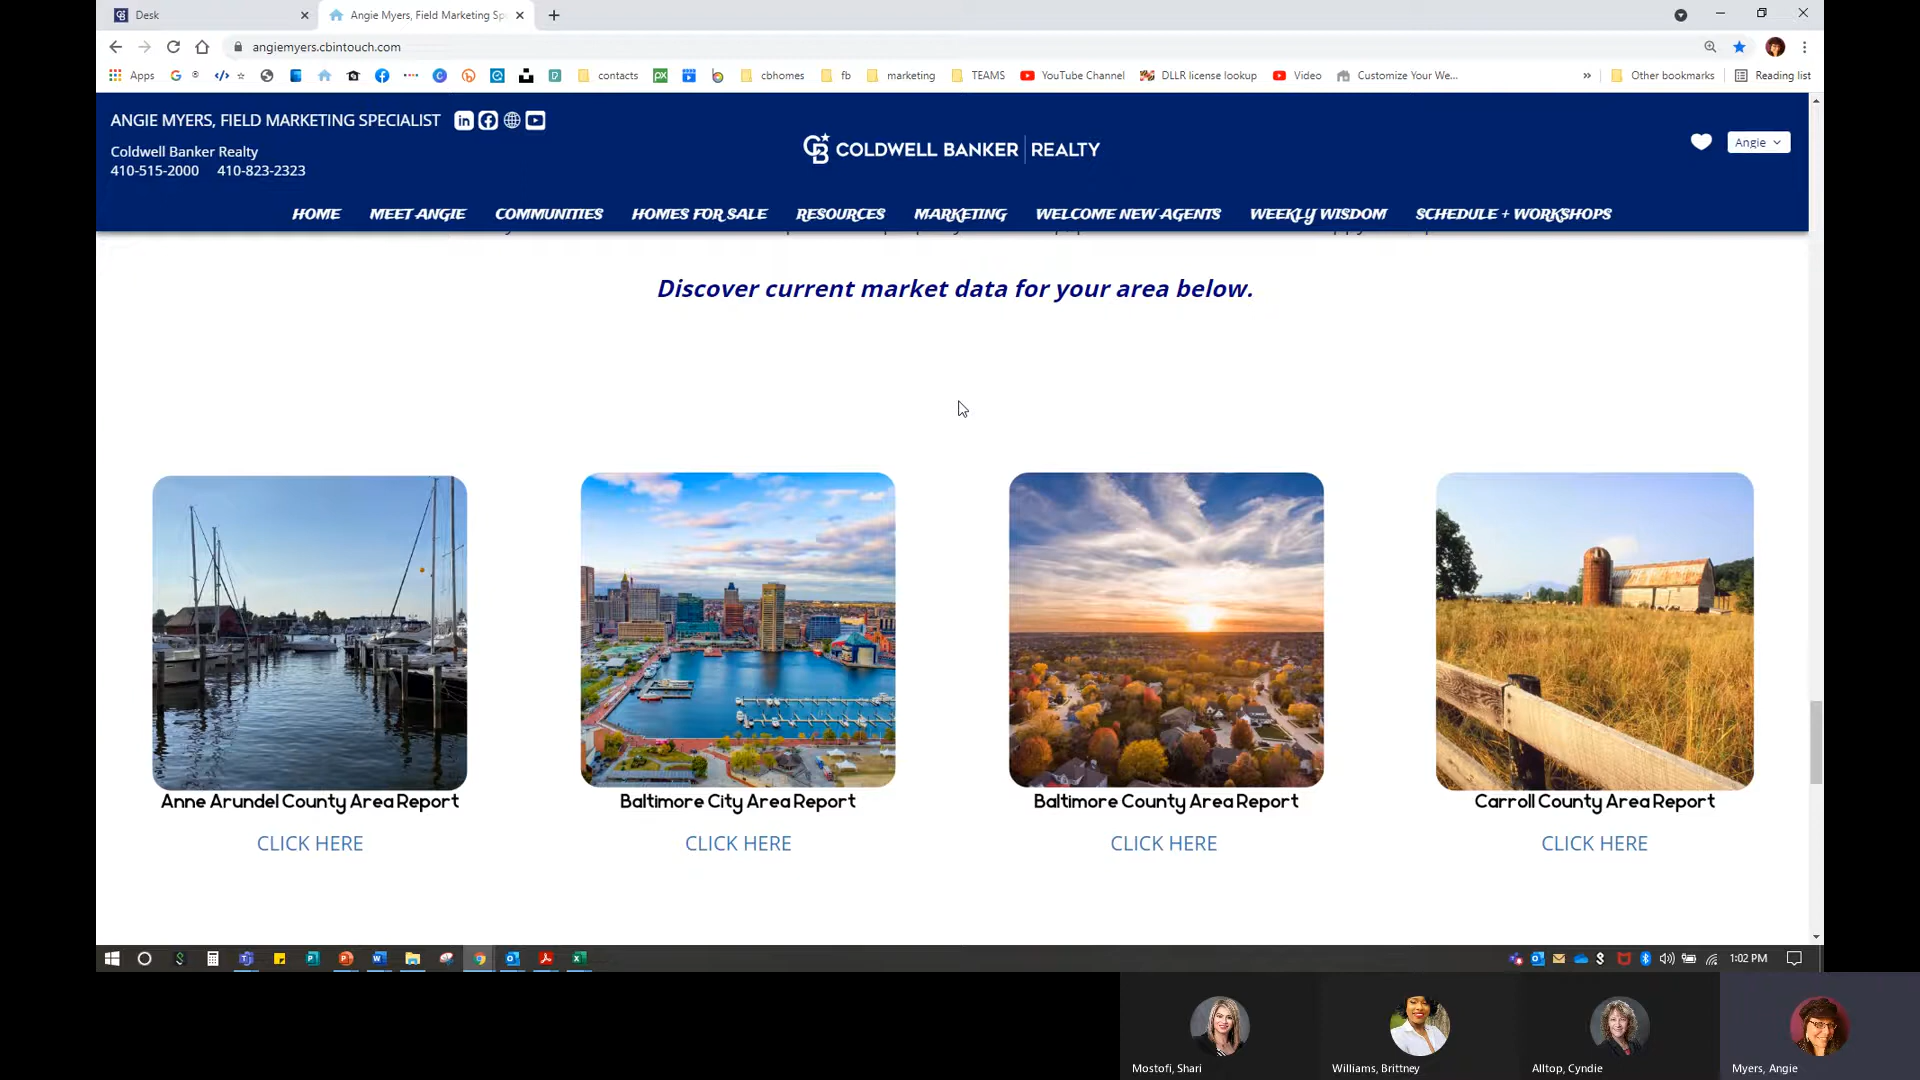 Desk
Angie Myers, Field Marketing Sp
angiemyers.cbintouch.com
Apps
contacts
cbhomes
fb
marketing
TEAMS
YouTube Channel
DLLR license lookup
Video
Customize Your We...
»
Other bookmarks
Reading list
ANGIE MYERS, FIELD MARKETING SPECIALIST
Coldwell Banker Realty
410-515-2000 410-823-2323
COLDWELL BANKER | REALTY
Angie
HOME MEET ANGIE COMMUNITIES HOMES FOR SALE RESOURCES MARKETING WELCOME NEW AGENTS WEEKLY WISDOM SCHEDULE + WORKSHOPS
Discover current market data for your area below.
Anne Arundel County Area Report
CLICK HERE
Baltimore City Area Report
CLICK HERE
Baltimore County Area Report
CLICK HERE
Carroll County Area Report
CLICK HERE
1:02 PM
Mostofi, Shari
Williams, Brittney
Alltop, Cyndie
Myers, Angie